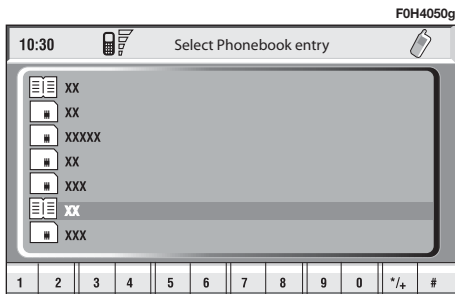 F0H4050g
10:30 Select Phonebook entry
xx
xx
xxxxx
xx
xxx
xx
xxx
1 2 3 4 5 6 7 8 9 0 */+ #